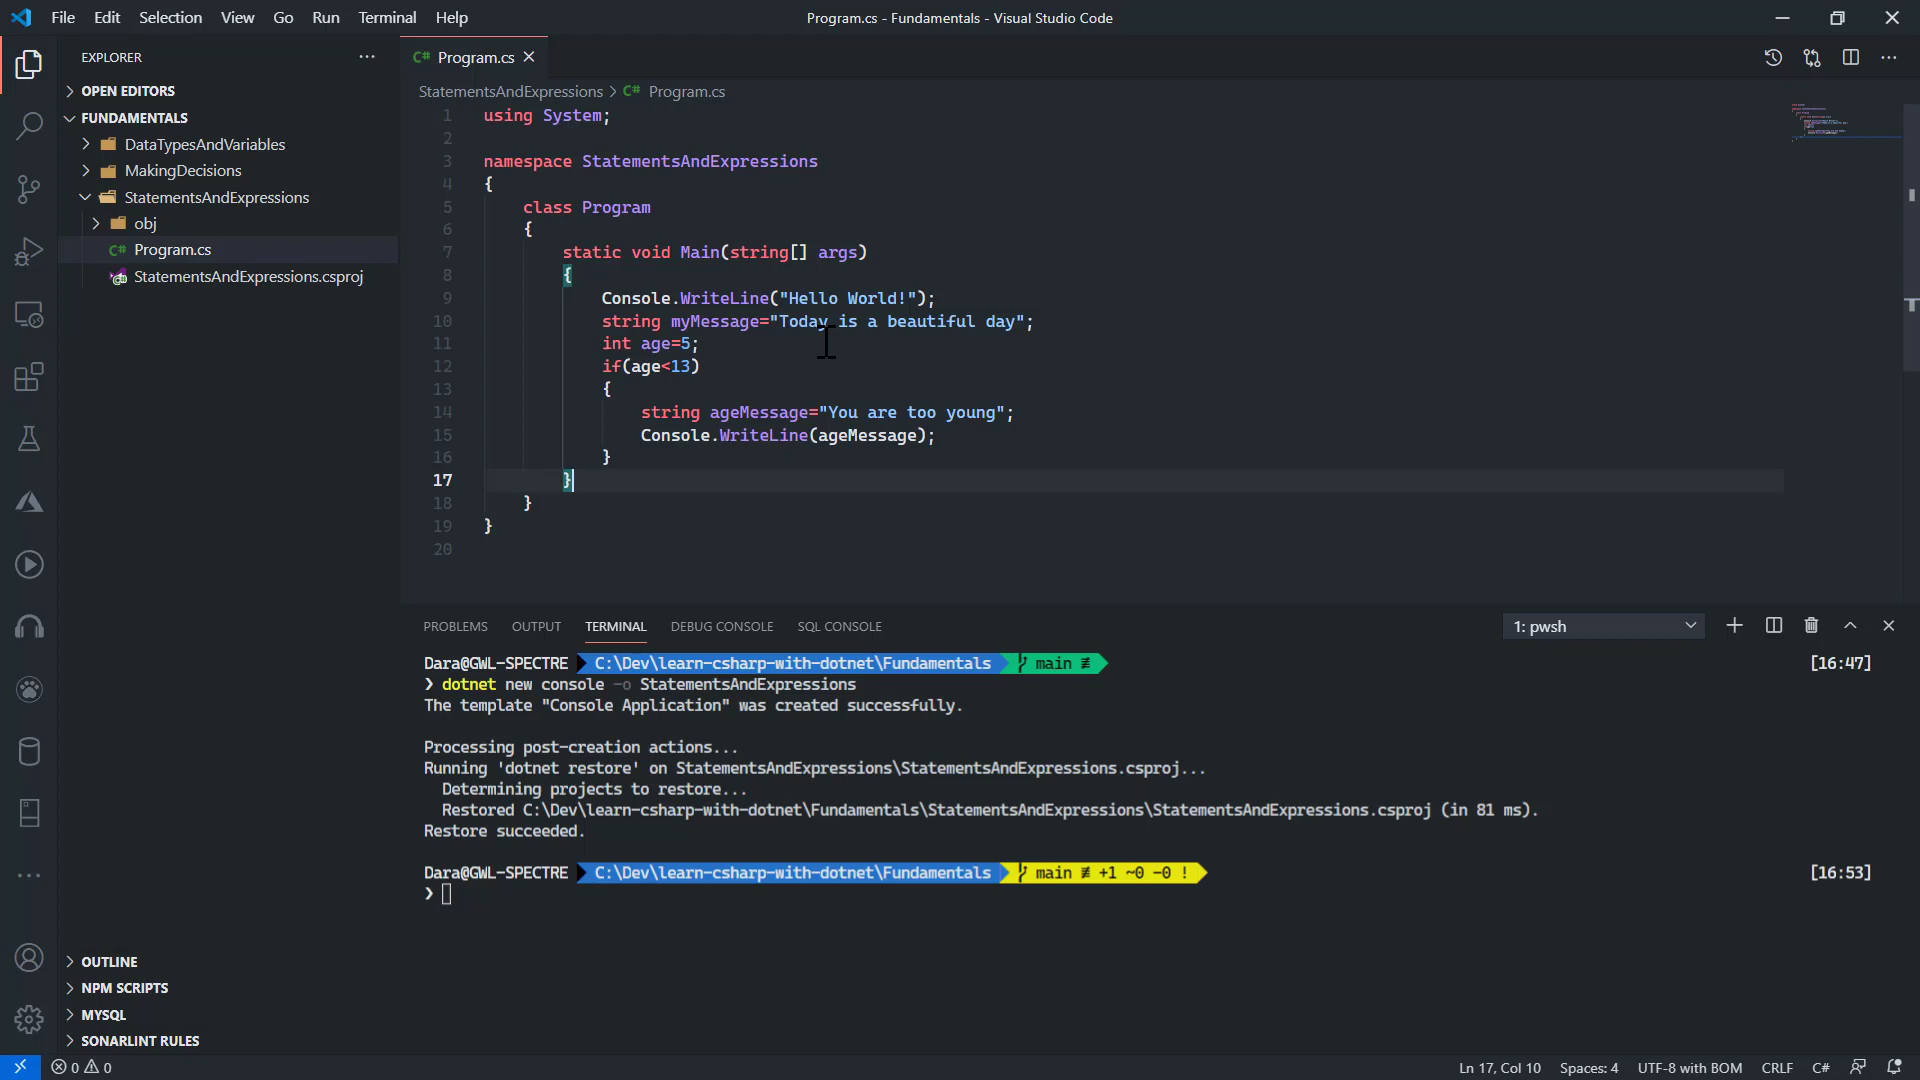 File Edit Selection View Go Run Terminal Help
Program.cs - Fundamentals - Visual Studio Code
EXPLORER
OPEN EDITORS
FUNDAMENTALS
DataTypesAndVariables
MakingDecisions
StatementsAndExpressions
obj
C# Program.cs
StatementsAndExpressions.csproj
OUTLINE
NPM SCRIPTS
MYSQL
SONARLINT RULES
C# Program.cs
StatementsAndExpressions > C# Program.cs
1 using System;
2
3 namespace StatementsAndExpressions
4 {
5 class Program
6 {
7 static void Main(string[] args)
8 {
9 Console.WriteLine("Hello World!");
10 string myMessage="Today is a beautiful day";
11 int age=5;
12 if(age<13)
13 {
14 string ageMessage="You are too young";
15 Console.WriteLine(ageMessage);
16 }
17 }
18 }
19 }
20
PROBLEMS OUTPUT TERMINAL DEBUG CONSOLE SQL CONSOLE
1: pwsh
Dara@GWL-SPECTRE C:\Dev\learn-csharp-with-dotnet\Fundamentals main ≢ [16:47]
❯ dotnet new console -o StatementsAndExpressions
The template "Console Application" was created successfully.
Processing post-creation actions...
Running 'dotnet restore' on StatementsAndExpressions\StatementsAndExpressions.csproj...
Determining projects to restore...
Restored C:\Dev\learn-csharp-with-dotnet\Fundamentals\StatementsAndExpressions\StatementsAndExpressions.csproj (in 81 ms).
Restore succeeded.
Dara@GWL-SPECTRE C:\Dev\learn-csharp-with-dotnet\Fundamentals main ≢ +1 ~0 -0 ! [16:53]
❯
0 0
Ln 17, Col 10 Spaces: 4 UTF-8 with BOM CRLF C#